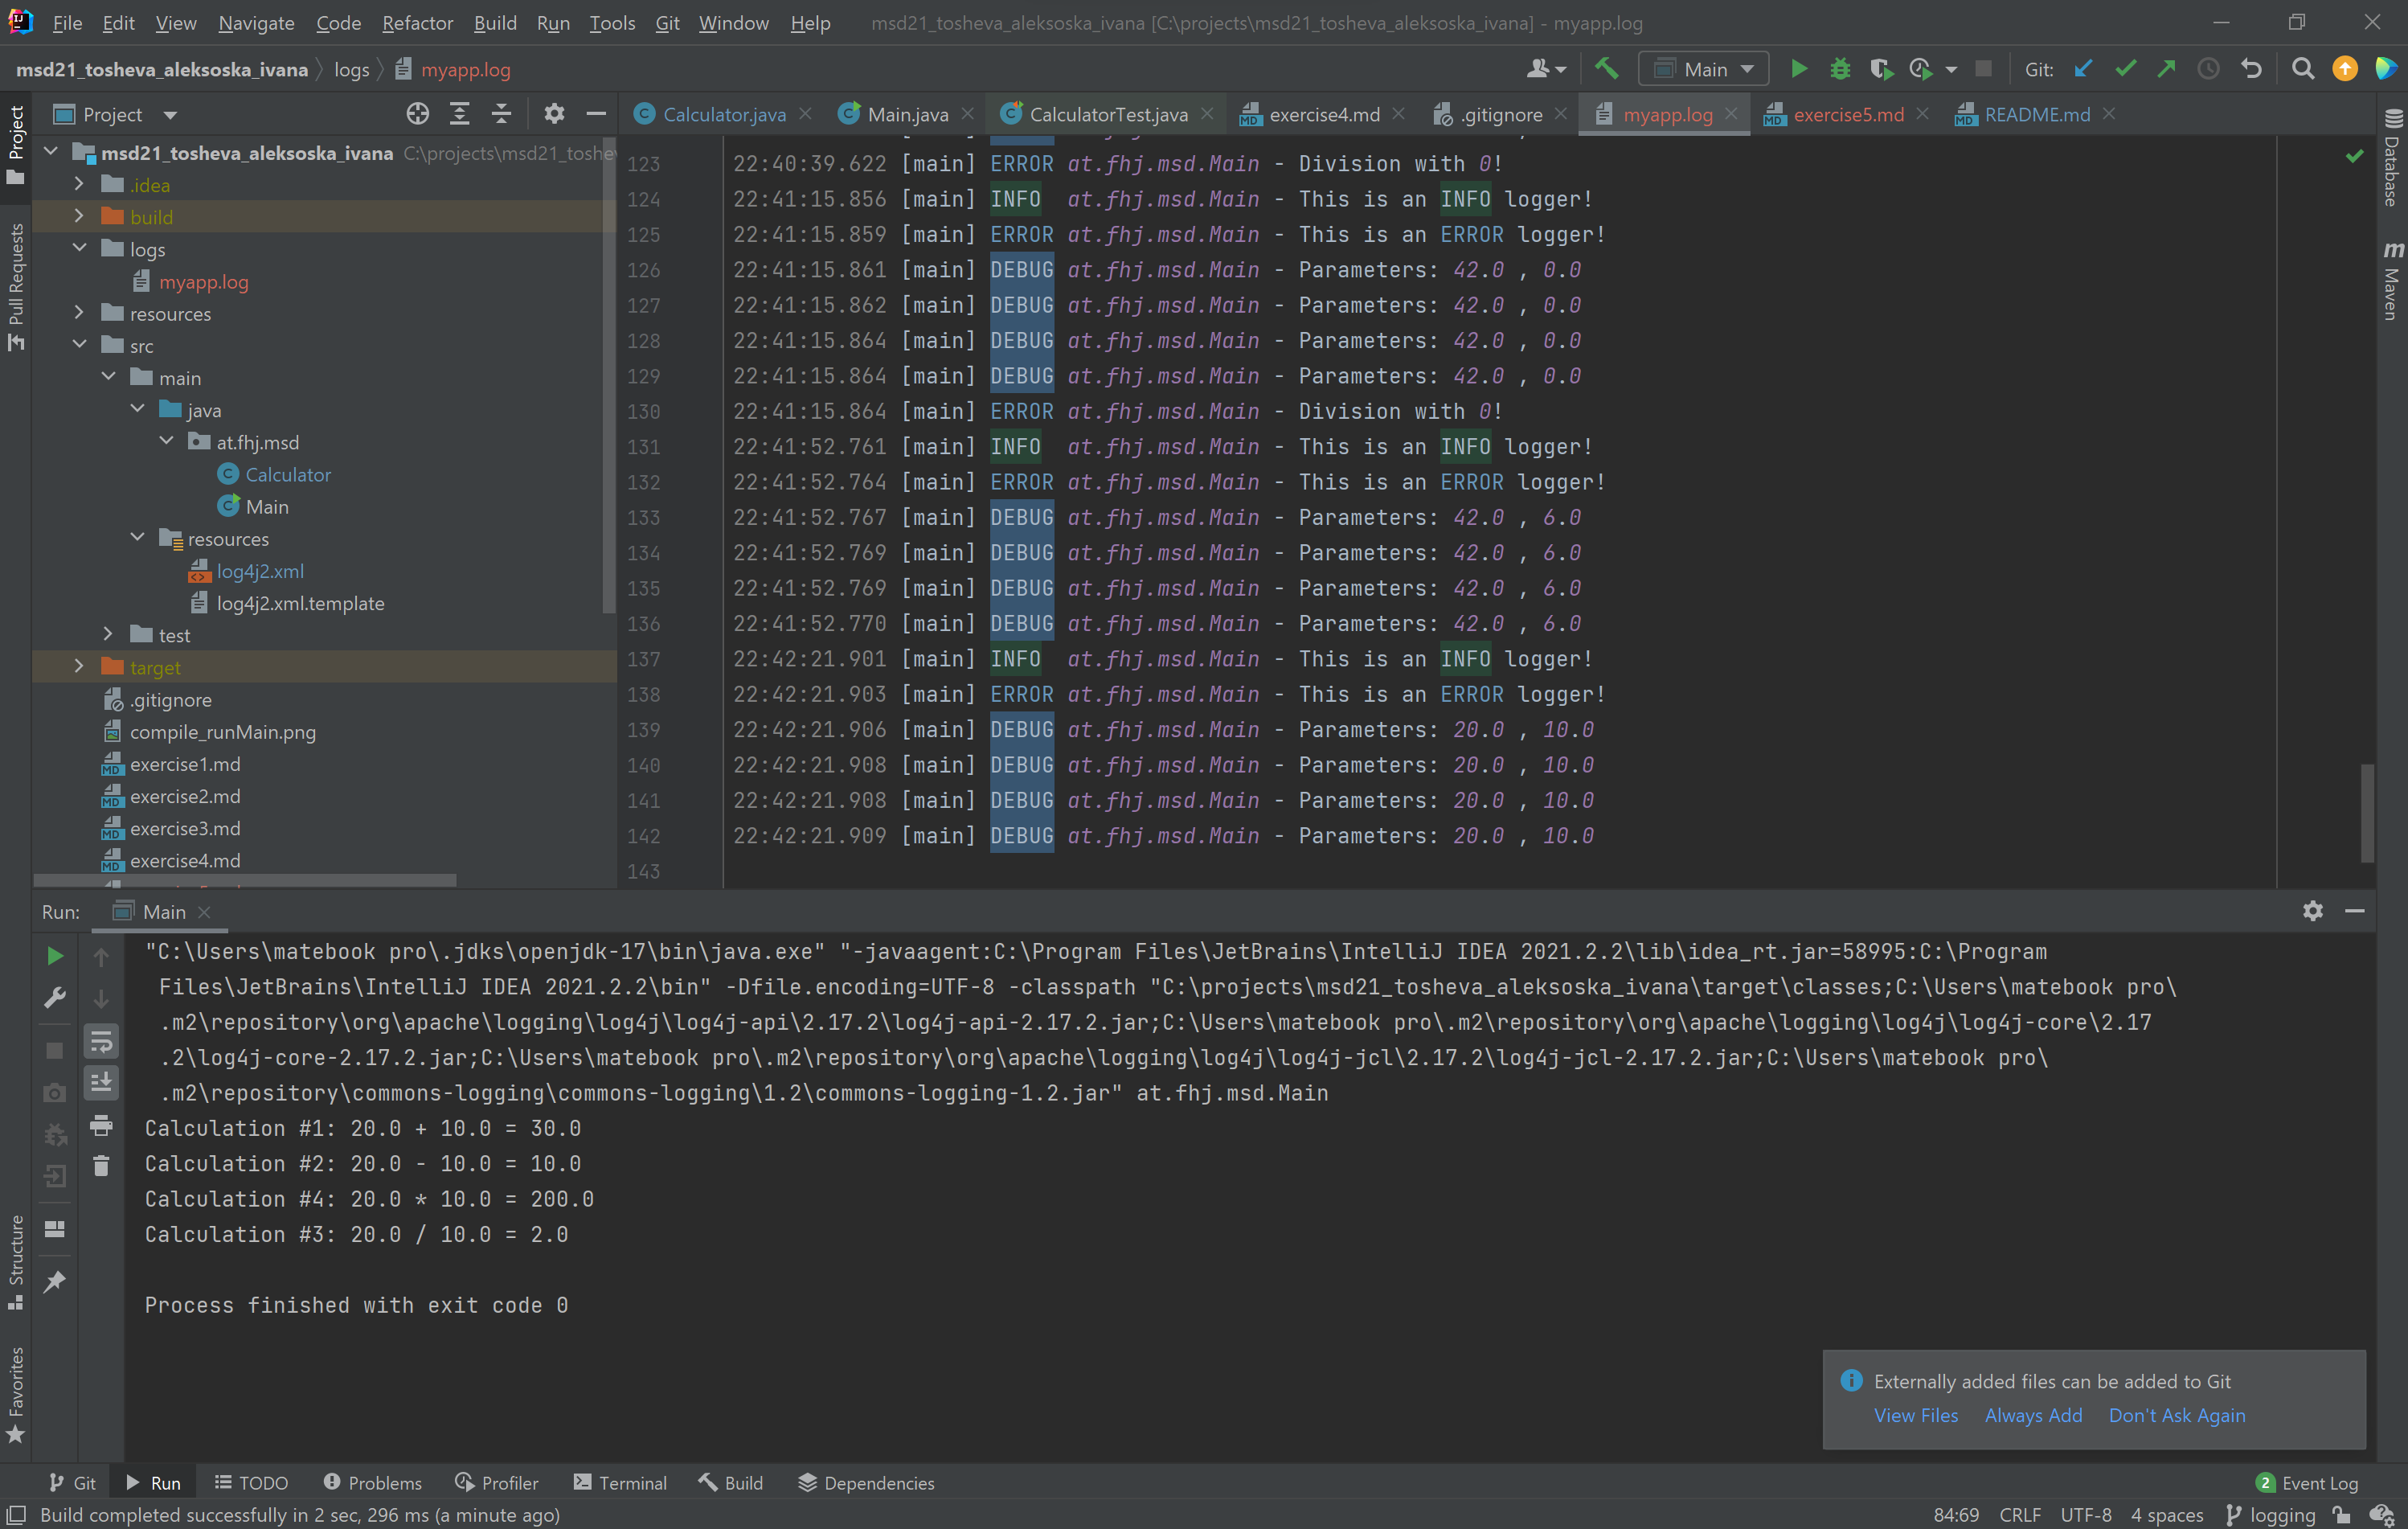 File Edit View Navigate Code Refactor Build Run Tools Git Window Help msd21_tosheva_aleksoska_ivana [C:\projects\msd21_tosheva_aleksoska_ivana] - myapp.log
msd21_tosheva_aleksoska_ivana logs myapp.log Main Git:
Project
Calculator.java Main.java CalculatorTest.java exercise4.md .gitignore myapp.log exercise5.md README.md
Project
Pull Requests
Structure
Favorites
Database
Maven
msd21_tosheva_aleksoska_ivana C:\projects\msd21_toshe
.idea
build
logs
myapp.log
resources
src
main
java
at.fhj.msd
Calculator
Main
resources
log4j2.xml
log4j2.xml.template
test
target
.gitignore
compile_runMain.png
exercise1.md
exercise2.md
exercise3.md
exercise4.md
123 22:40:39.622 [main] ERROR at.fhj.msd.Main - Division with 0!
124 22:41:15.856 [main] INFO  at.fhj.msd.Main - This is an INFO logger!
125 22:41:15.859 [main] ERROR at.fhj.msd.Main - This is an ERROR logger!
126 22:41:15.861 [main] DEBUG at.fhj.msd.Main - Parameters: 42.0 , 0.0
127 22:41:15.862 [main] DEBUG at.fhj.msd.Main - Parameters: 42.0 , 0.0
128 22:41:15.864 [main] DEBUG at.fhj.msd.Main - Parameters: 42.0 , 0.0
129 22:41:15.864 [main] DEBUG at.fhj.msd.Main - Parameters: 42.0 , 0.0
130 22:41:15.864 [main] ERROR at.fhj.msd.Main - Division with 0!
131 22:41:52.761 [main] INFO  at.fhj.msd.Main - This is an INFO logger!
132 22:41:52.764 [main] ERROR at.fhj.msd.Main - This is an ERROR logger!
133 22:41:52.767 [main] DEBUG at.fhj.msd.Main - Parameters: 42.0 , 6.0
134 22:41:52.769 [main] DEBUG at.fhj.msd.Main - Parameters: 42.0 , 6.0
135 22:41:52.769 [main] DEBUG at.fhj.msd.Main - Parameters: 42.0 , 6.0
136 22:41:52.770 [main] DEBUG at.fhj.msd.Main - Parameters: 42.0 , 6.0
137 22:42:21.901 [main] INFO  at.fhj.msd.Main - This is an INFO logger!
138 22:42:21.903 [main] ERROR at.fhj.msd.Main - This is an ERROR logger!
139 22:42:21.906 [main] DEBUG at.fhj.msd.Main - Parameters: 20.0 , 10.0
140 22:42:21.908 [main] DEBUG at.fhj.msd.Main - Parameters: 20.0 , 10.0
141 22:42:21.908 [main] DEBUG at.fhj.msd.Main - Parameters: 20.0 , 10.0
142 22:42:21.909 [main] DEBUG at.fhj.msd.Main - Parameters: 20.0 , 10.0
143
Run: Main
"C:\Users\matebook pro\.jdks\openjdk-17\bin\java.exe" "-javaagent:C:\Program Files\JetBrains\IntelliJ IDEA 2021.2.2\lib\idea_rt.jar=58995:C:\Program
Files\JetBrains\IntelliJ IDEA 2021.2.2\bin" -Dfile.encoding=UTF-8 -classpath "C:\projects\msd21_tosheva_aleksoska_ivana\target\classes;C:\Users\matebook pro\
.m2\repository\org\apache\logging\log4j\log4j-api\2.17.2\log4j-api-2.17.2.jar;C:\Users\matebook pro\.m2\repository\org\apache\logging\log4j\log4j-core\2.17
.2\log4j-core-2.17.2.jar;C:\Users\matebook pro\.m2\repository\org\apache\logging\log4j\log4j-jcl\2.17.2\log4j-jcl-2.17.2.jar;C:\Users\matebook pro\
.m2\repository\commons-logging\commons-logging\1.2\commons-logging-1.2.jar" at.fhj.msd.Main
Calculation #1: 20.0 + 10.0 = 30.0
Calculation #2: 20.0 - 10.0 = 10.0
Calculation #4: 20.0 * 10.0 = 200.0
Calculation #3: 20.0 / 10.0 = 2.0
Process finished with exit code 0
Externally added files can be added to Git
View Files Always Add Don't Ask Again
Git Run TODO Problems Profiler Terminal Build Dependencies 2 Event Log
Build completed successfully in 2 sec, 296 ms (a minute ago) 84:69 CRLF UTF-8 4 spaces logging